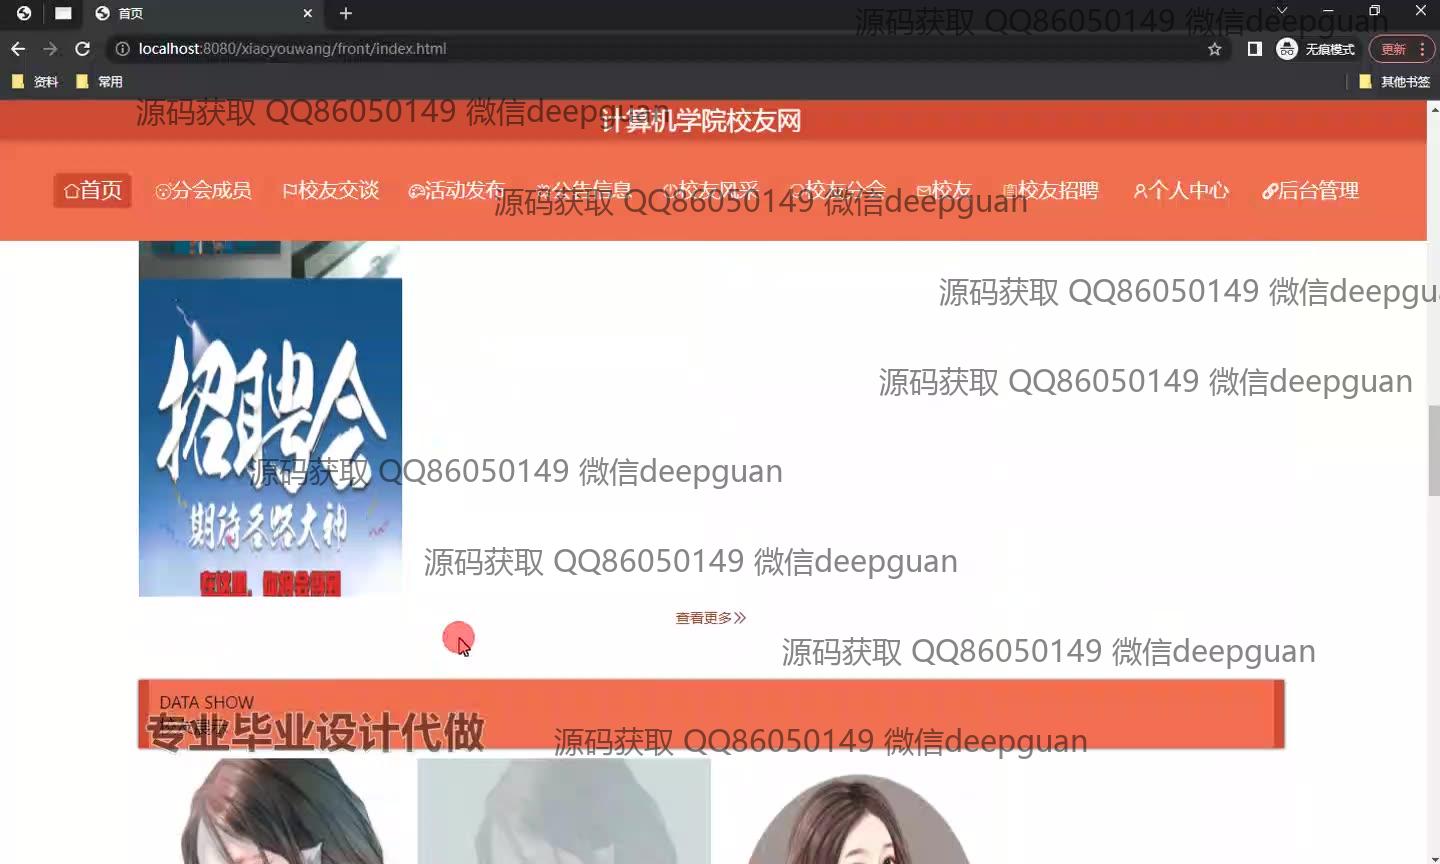 首页
localhost:8080/xiaoyouwang/front/index.html
无痕模式
更新
资料
常用
其他书签
源码获取 QQ86050149 微信deepguan
源码获取 QQ86050149 微信deepguan
计算机学院校友网
首页
分会成员
校友交谈
活动发布
公告信息
校友风采
校友分会
校友
校友招聘
个人中心
后台管理
源码获取 QQ86050149 微信deepguan
源码获取 QQ86050149 微信deepgu
源码获取 QQ86050149 微信deepguan
招聘会
源码获取 QQ86050149 微信deepguan
期待各路大神
源码获取 QQ86050149 微信deepguan
查看更多
源码获取 QQ86050149 微信deepguan
DATA SHOW
专业毕业设计代做
源码获取 QQ86050149 微信deepguan